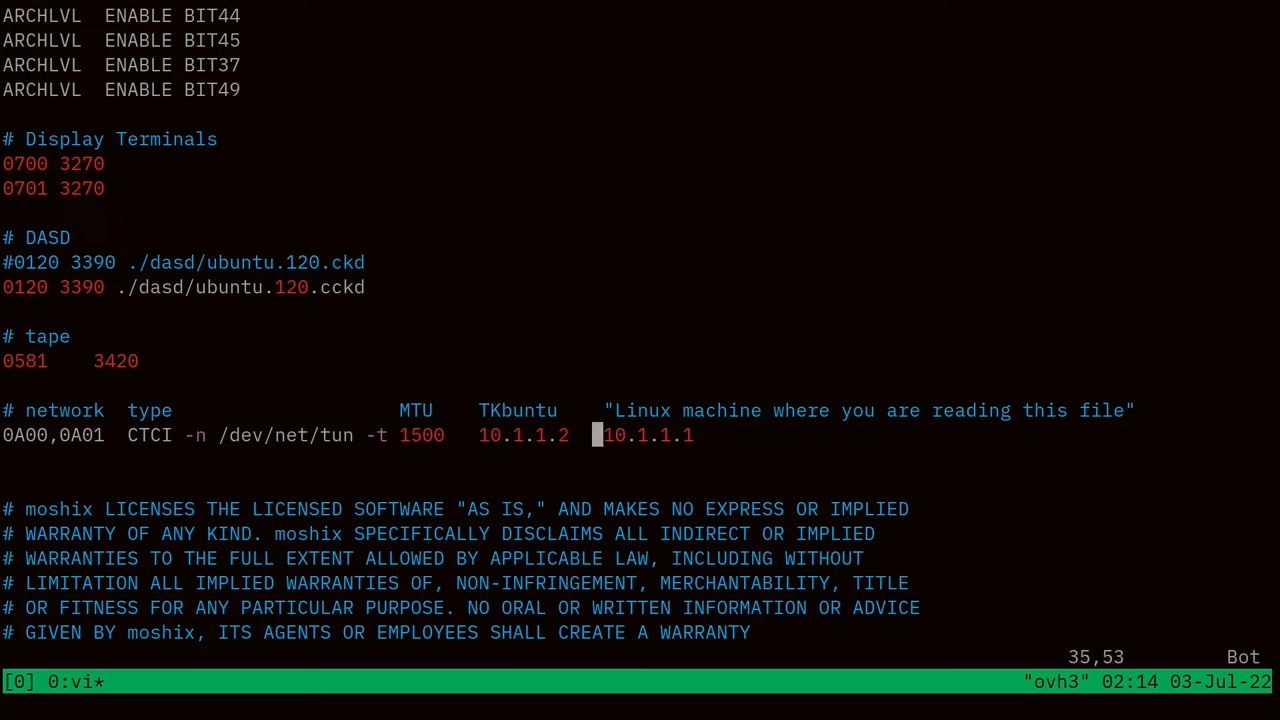 ARCHLVL  ENABLE BIT44
ARCHLVL  ENABLE BIT45
ARCHLVL  ENABLE BIT37
ARCHLVL  ENABLE BIT49
# Display Terminals
0700 3270
0701 3270
# DASD
#0120 3390 ./dasd/ubuntu.120.ckd
0120 3390 ./dasd/ubuntu.120.cckd
# tape
0581    3420
# network  type                    MTU    TKbuntu    "Linux machine where you are reading this file"
0A00,0A01  CTCI -n /dev/net/tun -t 1500   10.1.1.2   10.1.1.1
# moshix LICENSES THE LICENSED SOFTWARE "AS IS," AND MAKES NO EXPRESS OR IMPLIED
# WARRANTY OF ANY KIND. moshix SPECIFICALLY DISCLAIMS ALL INDIRECT OR IMPLIED
# WARRANTIES TO THE FULL EXTENT ALLOWED BY APPLICABLE LAW, INCLUDING WITHOUT
# LIMITATION ALL IMPLIED WARRANTIES OF, NON-INFRINGEMENT, MERCHANTABILITY, TITLE
# OR FITNESS FOR ANY PARTICULAR PURPOSE. NO ORAL OR WRITTEN INFORMATION OR ADVICE
# GIVEN BY moshix, ITS AGENTS OR EMPLOYEES SHALL CREATE A WARRANTY
35,53         Bot
[0] 0:vi* "ovh3" 02:14 03-Jul-22